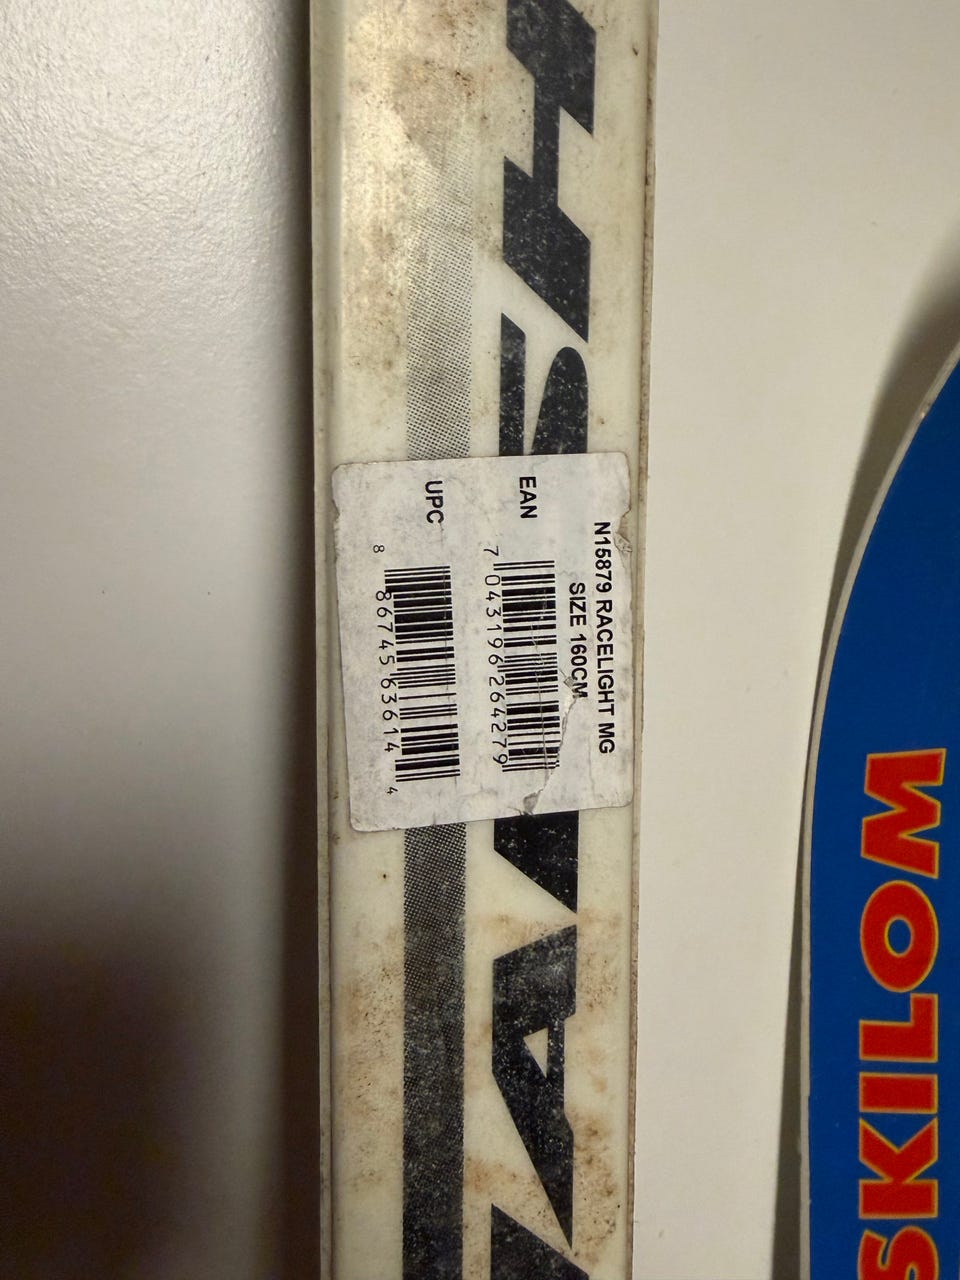 N15879 RACELIGHT MG
SIZE 160CM
EAN
7 043196 264279
UPC
8 86745 63614 4
SKILOM